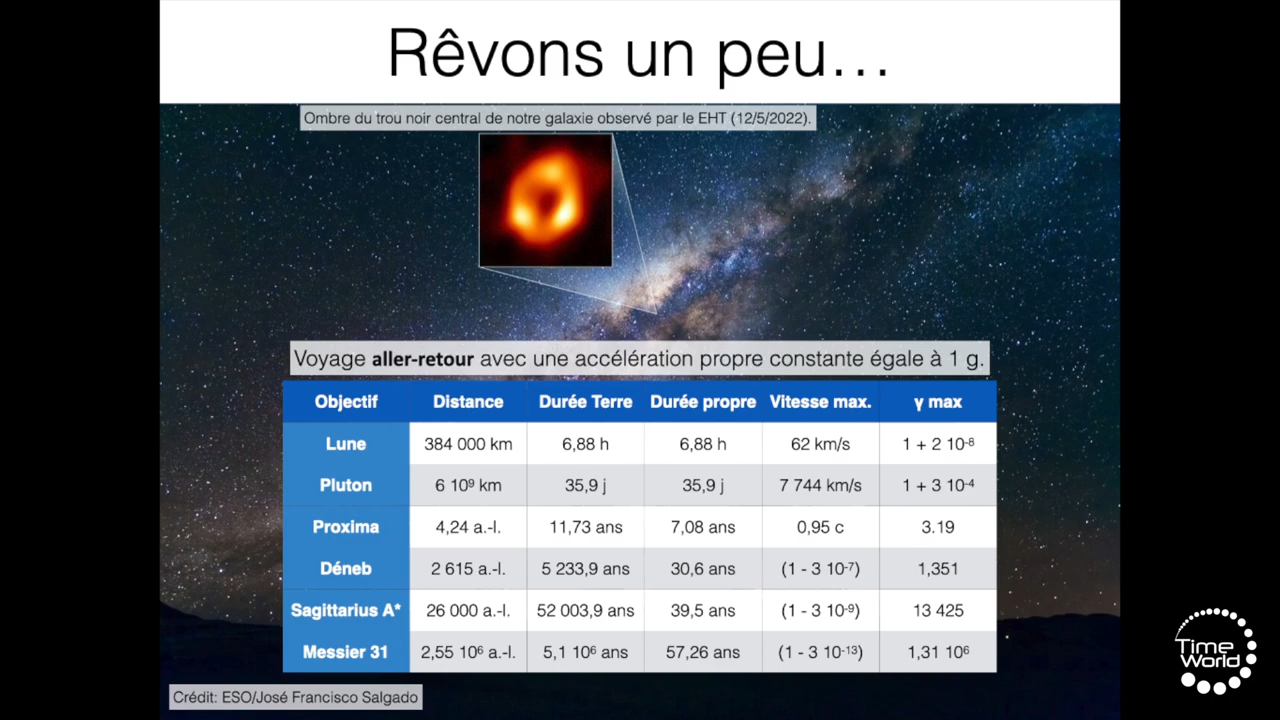 Rêvons un peu…
Ombre du trou noir central de notre galaxie observé par le EHT (12/5/2022).
Voyage aller-retour avec une accélération propre constante égale à 1 g.
Objectif Distance Durée Terre Durée propre Vitesse max. γ max
Lune 384 000 km 6,88 h 6,88 h 62 km/s 1 + 2 10⁻⁸
Pluton 6 10⁹ km 35,9 j 35,9 j 7 744 km/s 1 + 3 10⁻⁴
Proxima 4,24 a.-l. 11,73 ans 7,08 ans 0,95 c 3.19
Déneb 2 615 a.-l. 5 233,9 ans 30,6 ans (1 - 3 10⁻⁷) 1,351
Sagittarius A* 26 000 a.-l. 52 003,9 ans 39,5 ans (1 - 3 10⁻⁹) 13 425
Messier 31 2,55 10⁶ a.-l. 5,1 10⁶ ans 57,26 ans (1 - 3 10⁻¹³) 1,31 10⁶
Crédit: ESO/José Francisco Salgado
Time
World